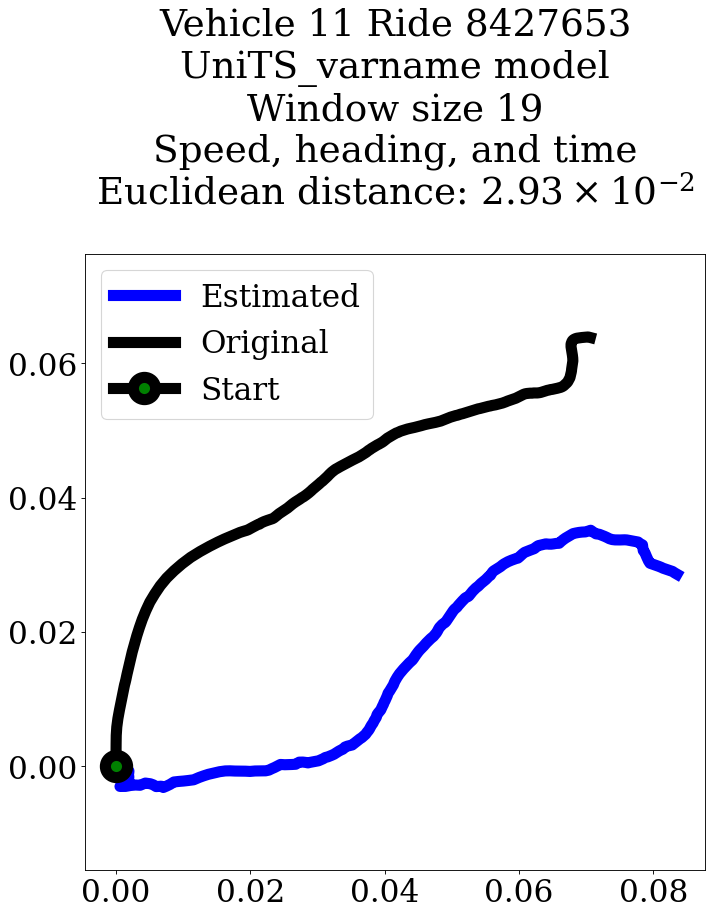 Vehicle 11 Ride 8427653
UniTS_varname model
Window size 19
Speed, heading, and time
Euclidean distance: 2.93 × 10⁻²
Estimated
Original
Start
0.06
0.04
0.02
0.00
0.00 0.02 0.04 0.06 0.08